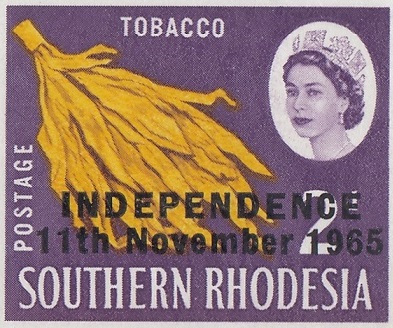 TOBACCO
POSTAGE
INDEPENDENCE
2'-
11th November 1965
SOUTHERN RHODESIA